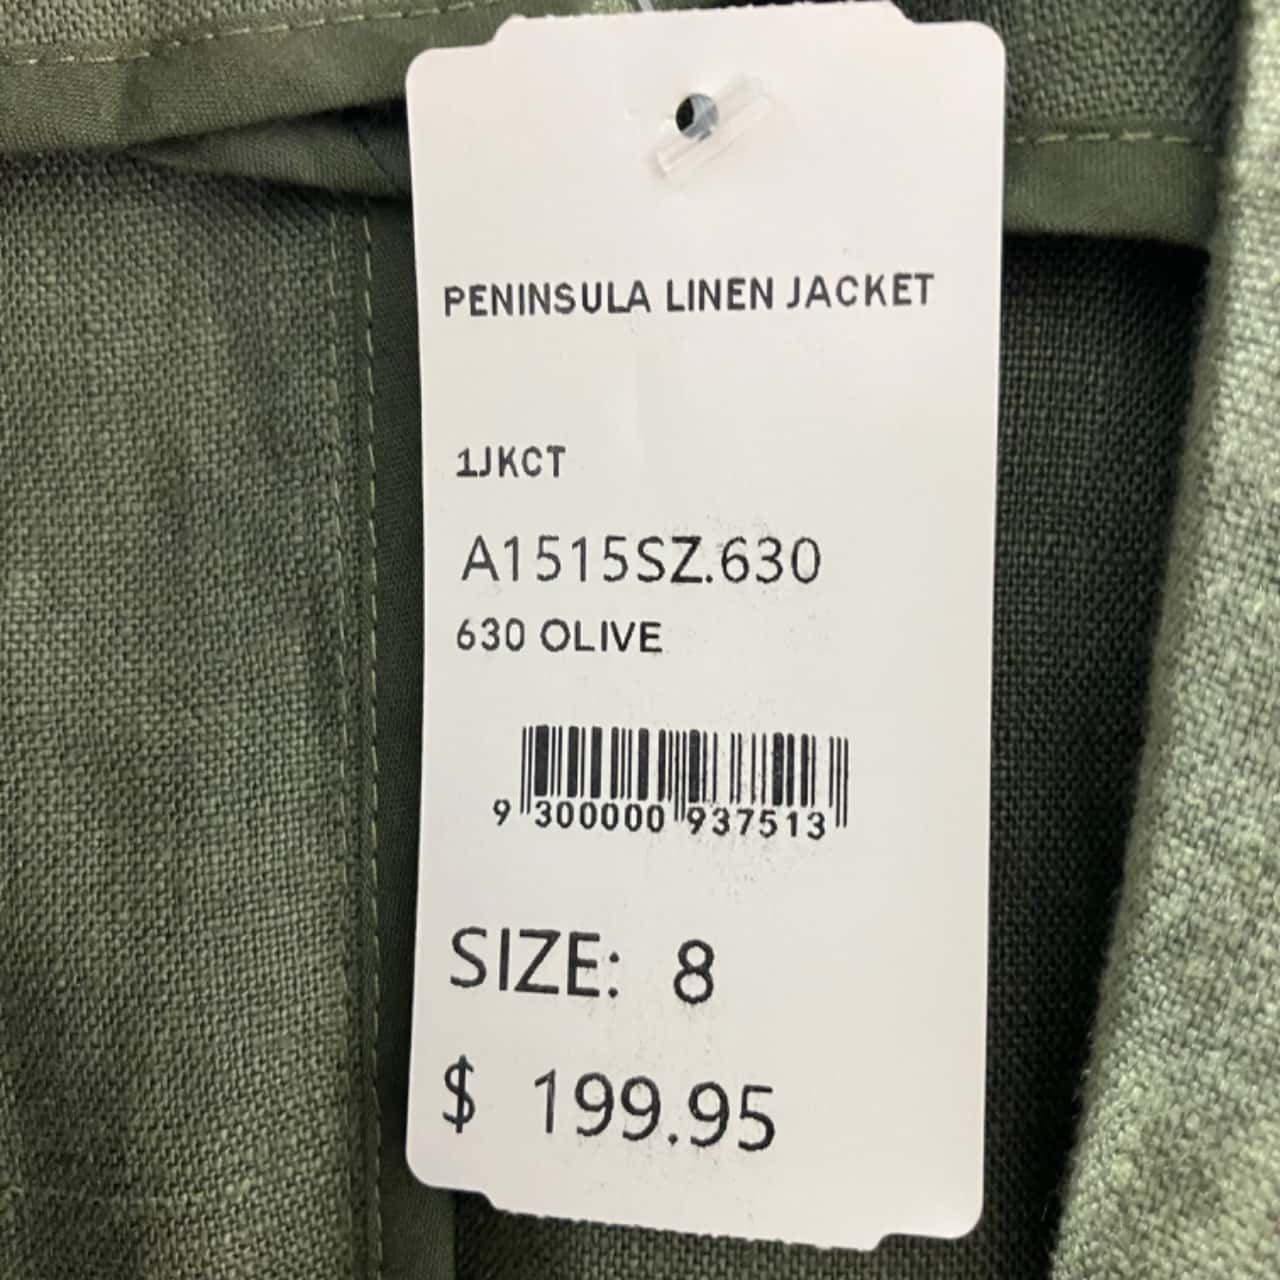 PENINSULA LINEN JACKET
1JKCT
A1515SZ.630
630 OLIVE
9 300000 937513
SIZE: 8
$ 199.95